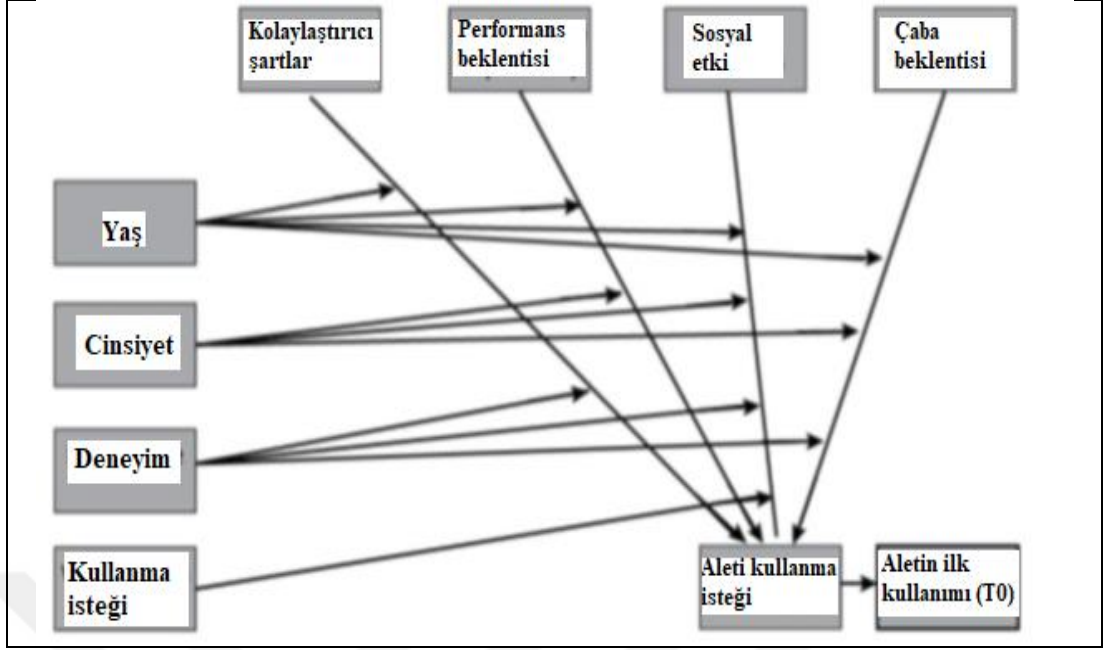 Kolaylaştırıcı
şartlar
Performans
beklentisi
Sosyal
etki
Çaba
beklentisi
Yaş
Cinsiyet
Deneyim
Kullanma
isteği
Aleti kullanma
isteği
Aletin ilk
kullanımı (T0)